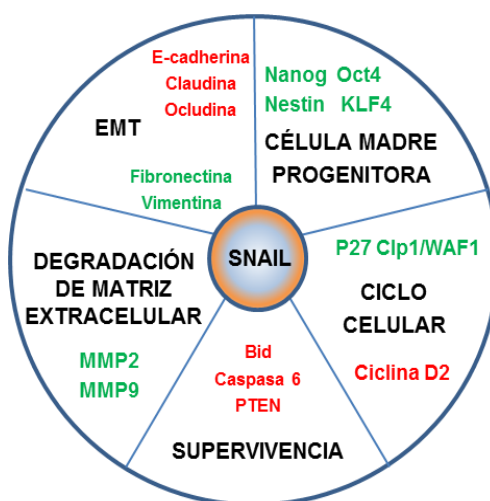 E-cadherina
Claudina
Ocludina
EMT
Fibronectina
Vimentina
Nanog Oct4
Nestin KLF4
CÉLULA MADRE
PROGENITORA
P27 Clp1/WAF1
CICLO
CELULAR
Ciclina D2
Bid
Caspasa 6
PTEN
SUPERVIVENCIA
DEGRADACIÓN
DE MATRIZ
EXTRACELULAR
MMP2
MMP9
SNAIL